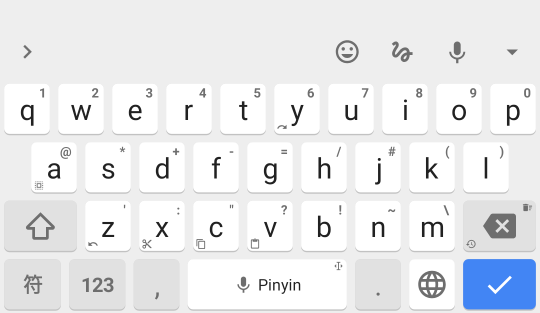 q 1 w 2 e 3 r 4 t 5 y 6 u 7 i 8 o 9 p 0
a @ s * d + f - g = h / j # k ( l )
z ' x : c " v ? b ! n ~ m \
符 123 , Pinyin .